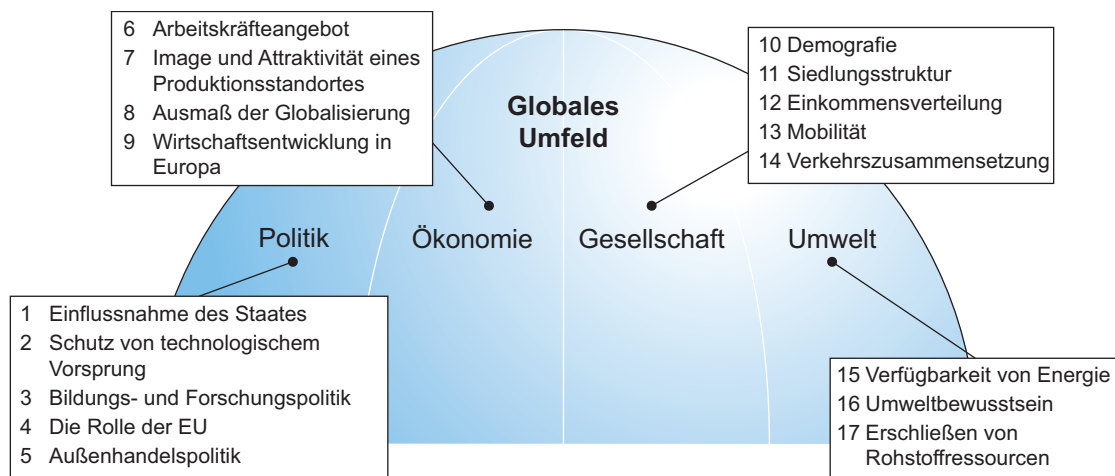 6 Arbeitskräfteangebot
7 Image und Attraktivität eines
Produktionsstandortes
8 Ausmaß der Globalisierung
9 Wirtschaftsentwicklung in
Europa
10 Demografie
11 Siedlungsstruktur
12 Einkommensverteilung
13 Mobilität
14 Verkehrszusammensetzung
Globales
Umfeld
Politik
Ökonomie
Gesellschaft
Umwelt
1 Einflussnahme des Staates
2 Schutz von technologischem
Vorsprung
3 Bildungs- und Forschungspolitik
4 Die Rolle der EU
5 Außenhandelspolitik
15 Verfügbarkeit von Energie
16 Umweltbewusstsein
17 Erschließen von
Rohstoffressourcen